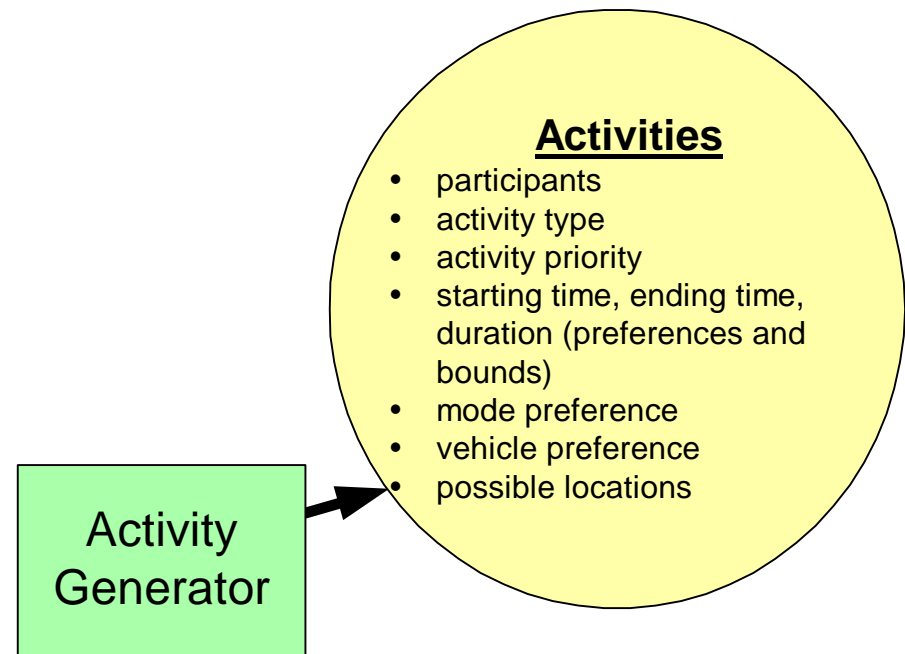 Activities
• participants
• activity type
• activity priority
• starting time, ending time,
duration (preferences and
bounds)
• mode preference
• vehicle preference
• possible locations
Activity
Generator